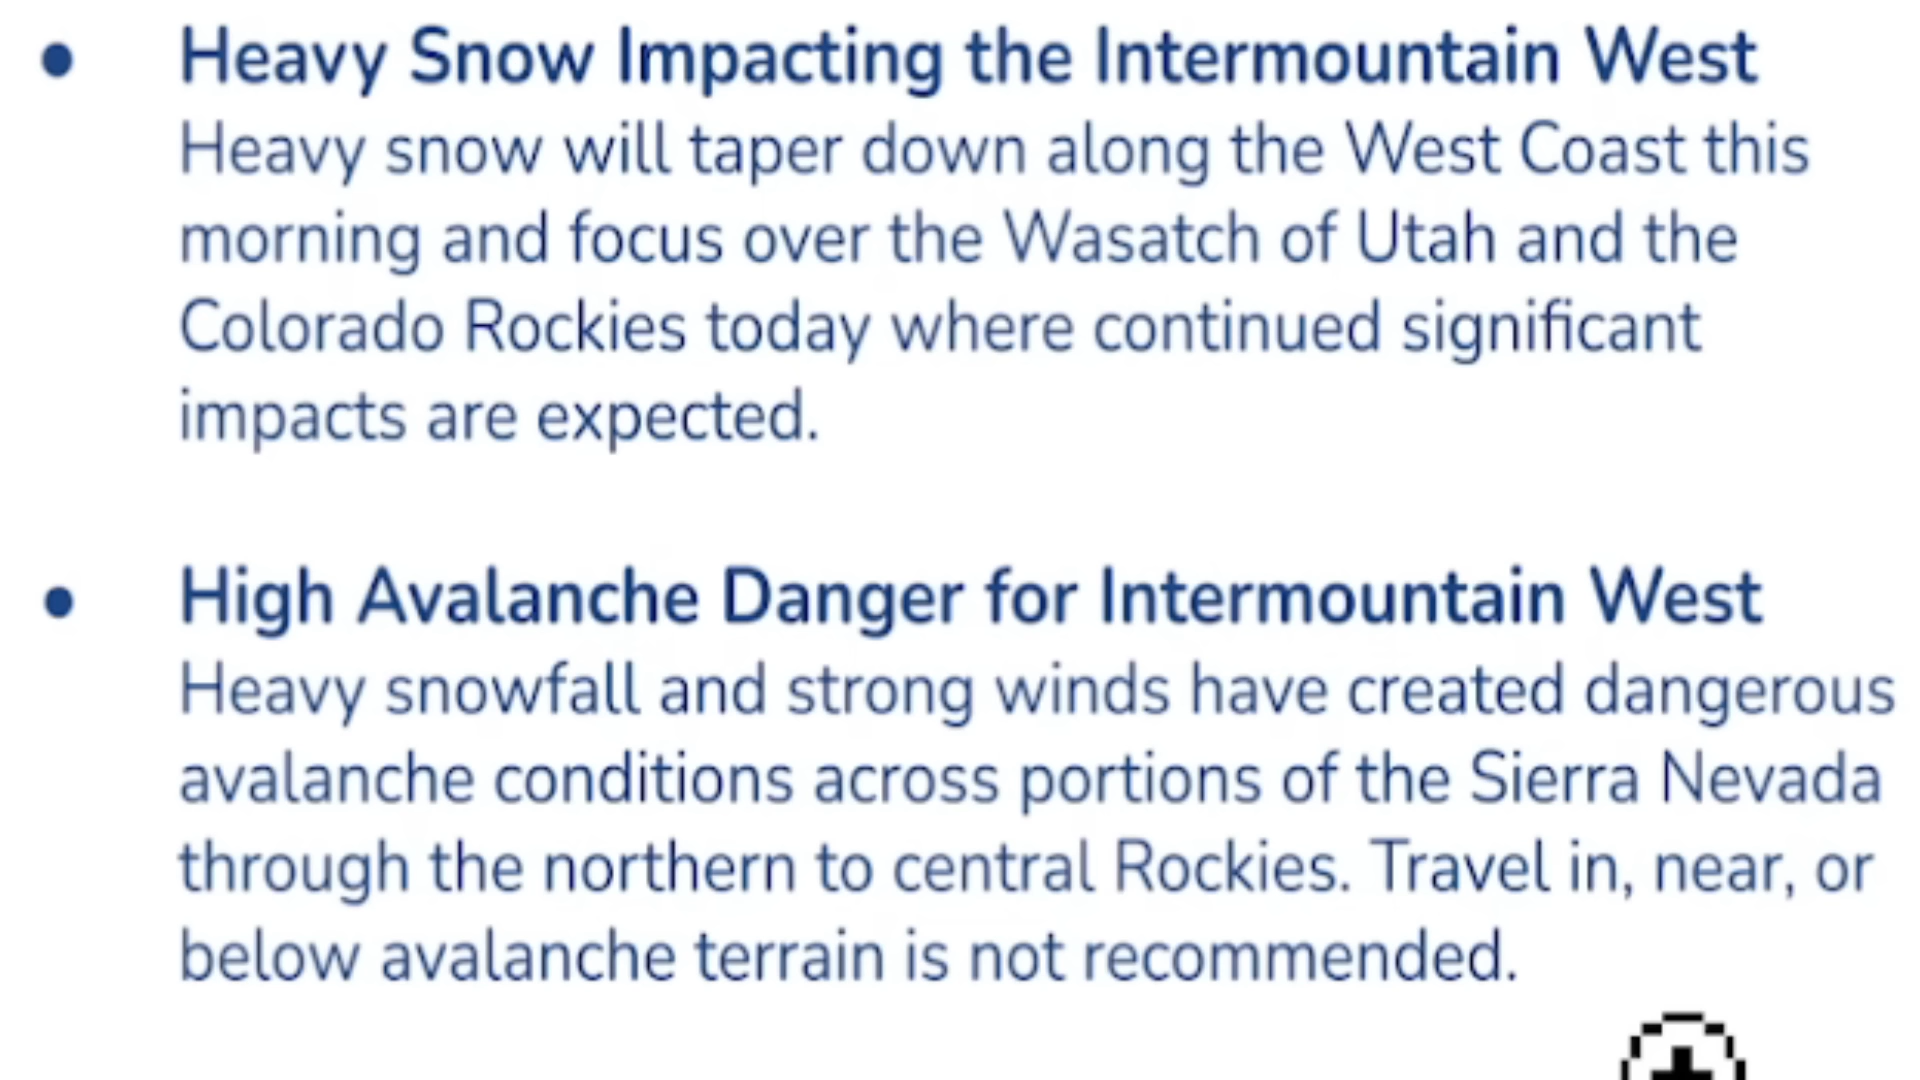 • Heavy Snow Impacting the Intermountain West
Heavy snow will taper down along the West Coast this
morning and focus over the Wasatch of Utah and the
Colorado Rockies today where continued significant
impacts are expected.
• High Avalanche Danger for Intermountain West
Heavy snowfall and strong winds have created dangerous
avalanche conditions across portions of the Sierra Nevada
through the northern to central Rockies. Travel in, near, or
below avalanche terrain is not recommended.